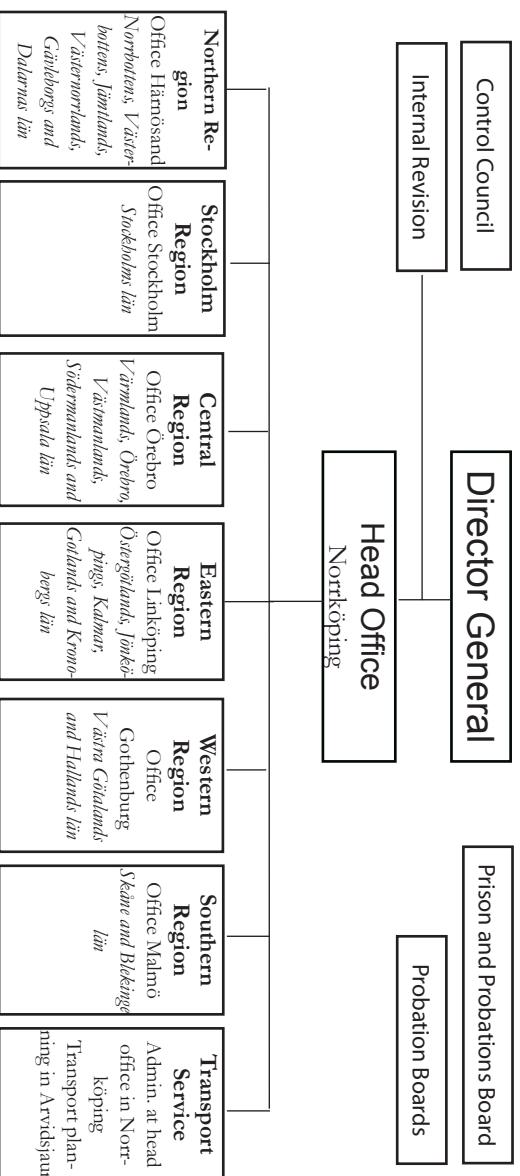 Control Council
Director General
Prison and Probations Board
Internal Revision
Probation Boards
Head Office
Norrköping
Northern Re-
gion
Office Härnösand
Norrbottens, Väster-
bottens, Jämtlands,
Västernorrlands,
Gävleborgs and
Dalarnas län
Stockholm
Region
Office Stockholm
Stockholms län
Central
Region
Office Örebro
Värmlands, Örebro,
Västmanlands,
Södermanlands and
Uppsala län
Eastern
Region
Office Linköping
Östergötlands, Jönkö-
pings, Kalmar,
Gotlands and Krono-
bergs län
Western
Region
Office
Gothenburg
Västra Götalands
and Hallands län
Southern
Region
Office Malmö
Skåne and Blekinge
län
Transport
Service
Admin. at head
office in Norr-
köping
Transport plan-
ning in Arvidsjaur